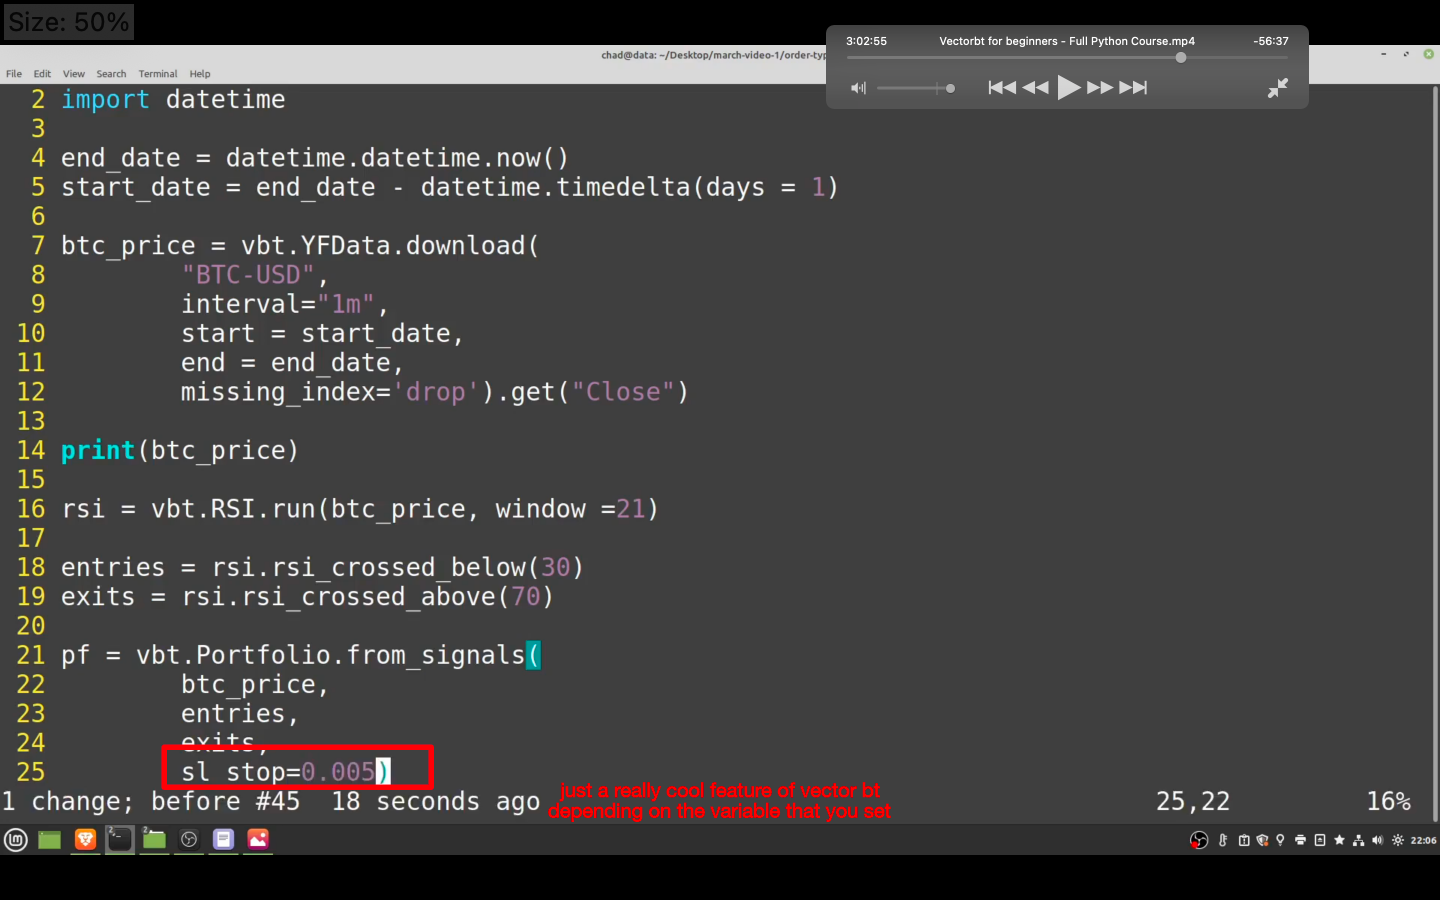 Size: 50%
3:02:55
Vectorbt for beginners - Full Python Course.mp4
-56:37
chad@data: ~/Desktop/march-video-1/order-typ
File Edit View Search Terminal Help
2 import datetime
3
4 end_date = datetime.datetime.now()
5 start_date = end_date - datetime.timedelta(days = 1)
6
7 btc_price = vbt.YFData.download(
8 "BTC-USD",
9 interval="1m",
10 start = start_date,
11 end = end_date,
12 missing_index='drop').get("Close")
13
14 print(btc_price)
15
16 rsi = vbt.RSI.run(btc_price, window =21)
17
18 entries = rsi.rsi_crossed_below(30)
19 exits = rsi.rsi_crossed_above(70)
20
21 pf = vbt.Portfolio.from_signals(
22 btc_price,
23 entries,
24 exits,
25 sl_stop=0.005)
1 change; before #45 18 seconds ago
25,22
16%
just a really cool feature of vector bt
depending on the variable that you set
22:06